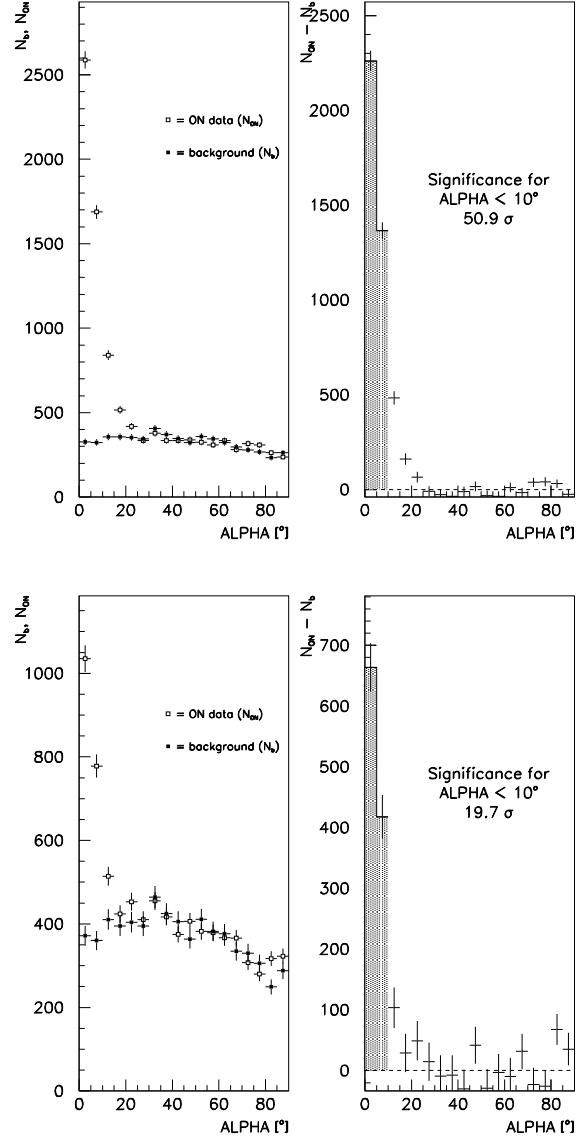 N_b, N_ON
2500
2000
1500
1000
500
0
0 20 40 60 80
ALPHA [°]
= ON data (N_ON)
= background (N_b)
N_ON − N_b
2500
2000
1500
1000
500
0
0 20 40 60 80
ALPHA [°]
Significance for
ALPHA < 10°
50.9 σ
N_b, N_ON
1000
800
600
400
200
0
0 20 40 60 80
ALPHA [°]
= ON data (N_ON)
= background (N_b)
N_ON − N_b
700
600
500
400
300
200
100
0
0 20 40 60 80
ALPHA [°]
Significance for
ALPHA < 10°
19.7 σ